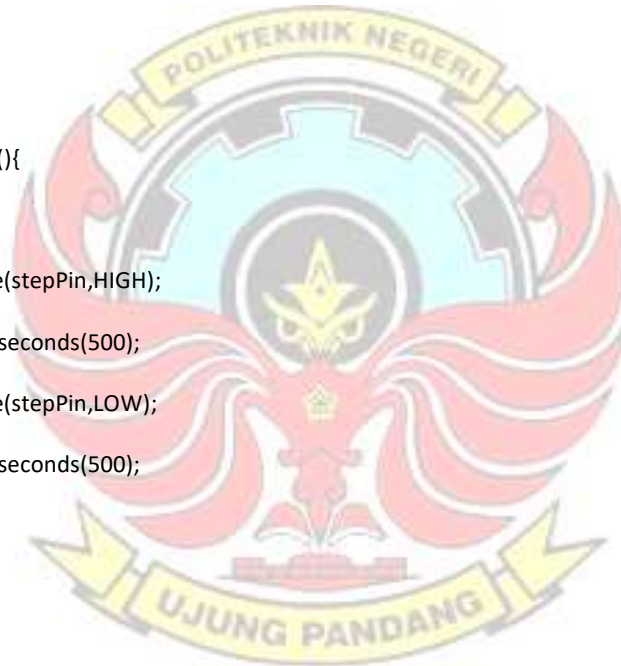 POLITEKNIK NEGERI
(){
e(stepPin,HIGH);
seconds(500);
e(stepPin,LOW);
seconds(500);
UJUNG PANDANG